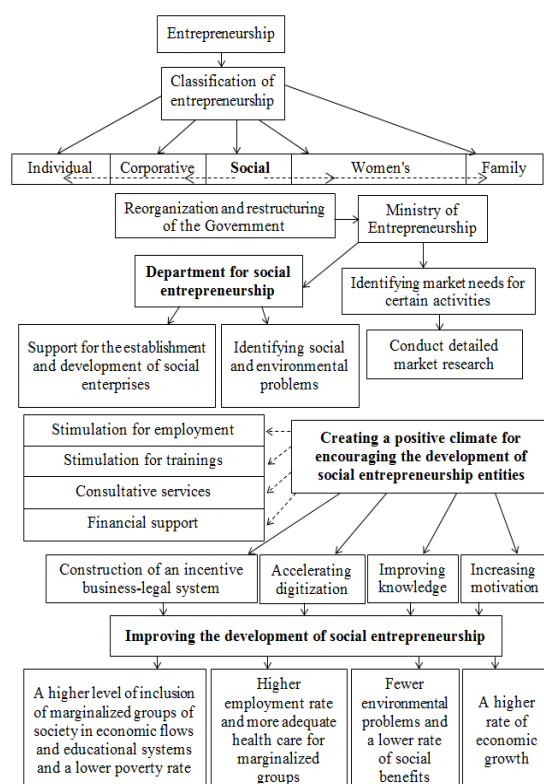 Entrepreneurship
Classification of
entrepreneurship
Individual
Corporative
Social
Women's
Family
Reorganization and restructuring
of the Government
Ministry of
Entrepreneurship
Department for social
entrepreneurship
Identifying market needs for
certain activities
Support for the establishment
and development of social
enterprises
Identifying social
and environmental
problems
Conduct detailed
market research
Stimulation for employment
Stimulation for trainings
Consultative services
Financial support
Creating a positive climate for
encouraging the development of
social entrepreneurship entities
Construction of an incentive
business-legal system
Accelerating
digitization
Improving
knowledge
Increasing
motivation
Improving the development of social entrepreneurship
A higher level of inclusion
of marginalized groups of
society in economic flows
and educational systems
and a lower poverty rate
Higher
employment rate
and more adequate
health care for
marginalized
groups
Fewer
environmental
problems and
a lower rate of
social
benefits
A higher
rate of
economic
growth